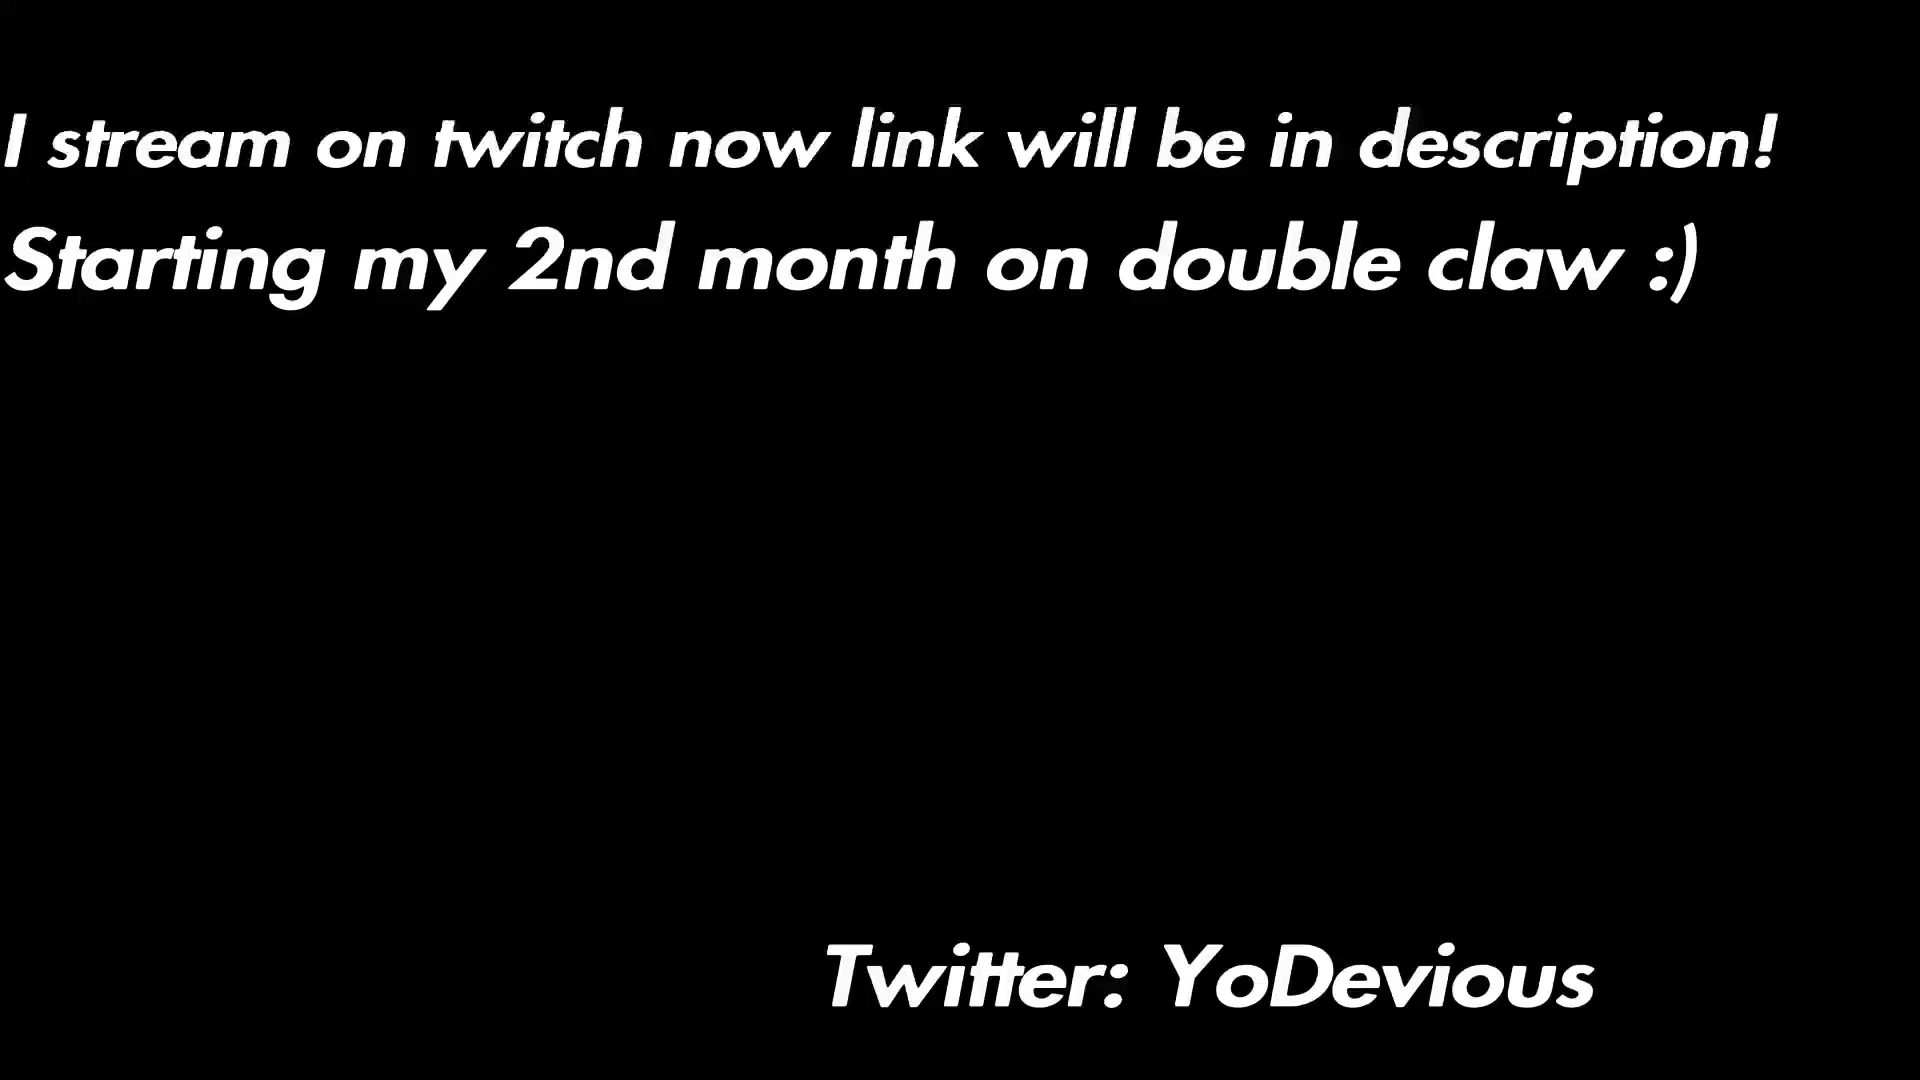 I stream on twitch now link will be in description!
Starting my 2nd month on double claw :)
Twitter: YoDevious